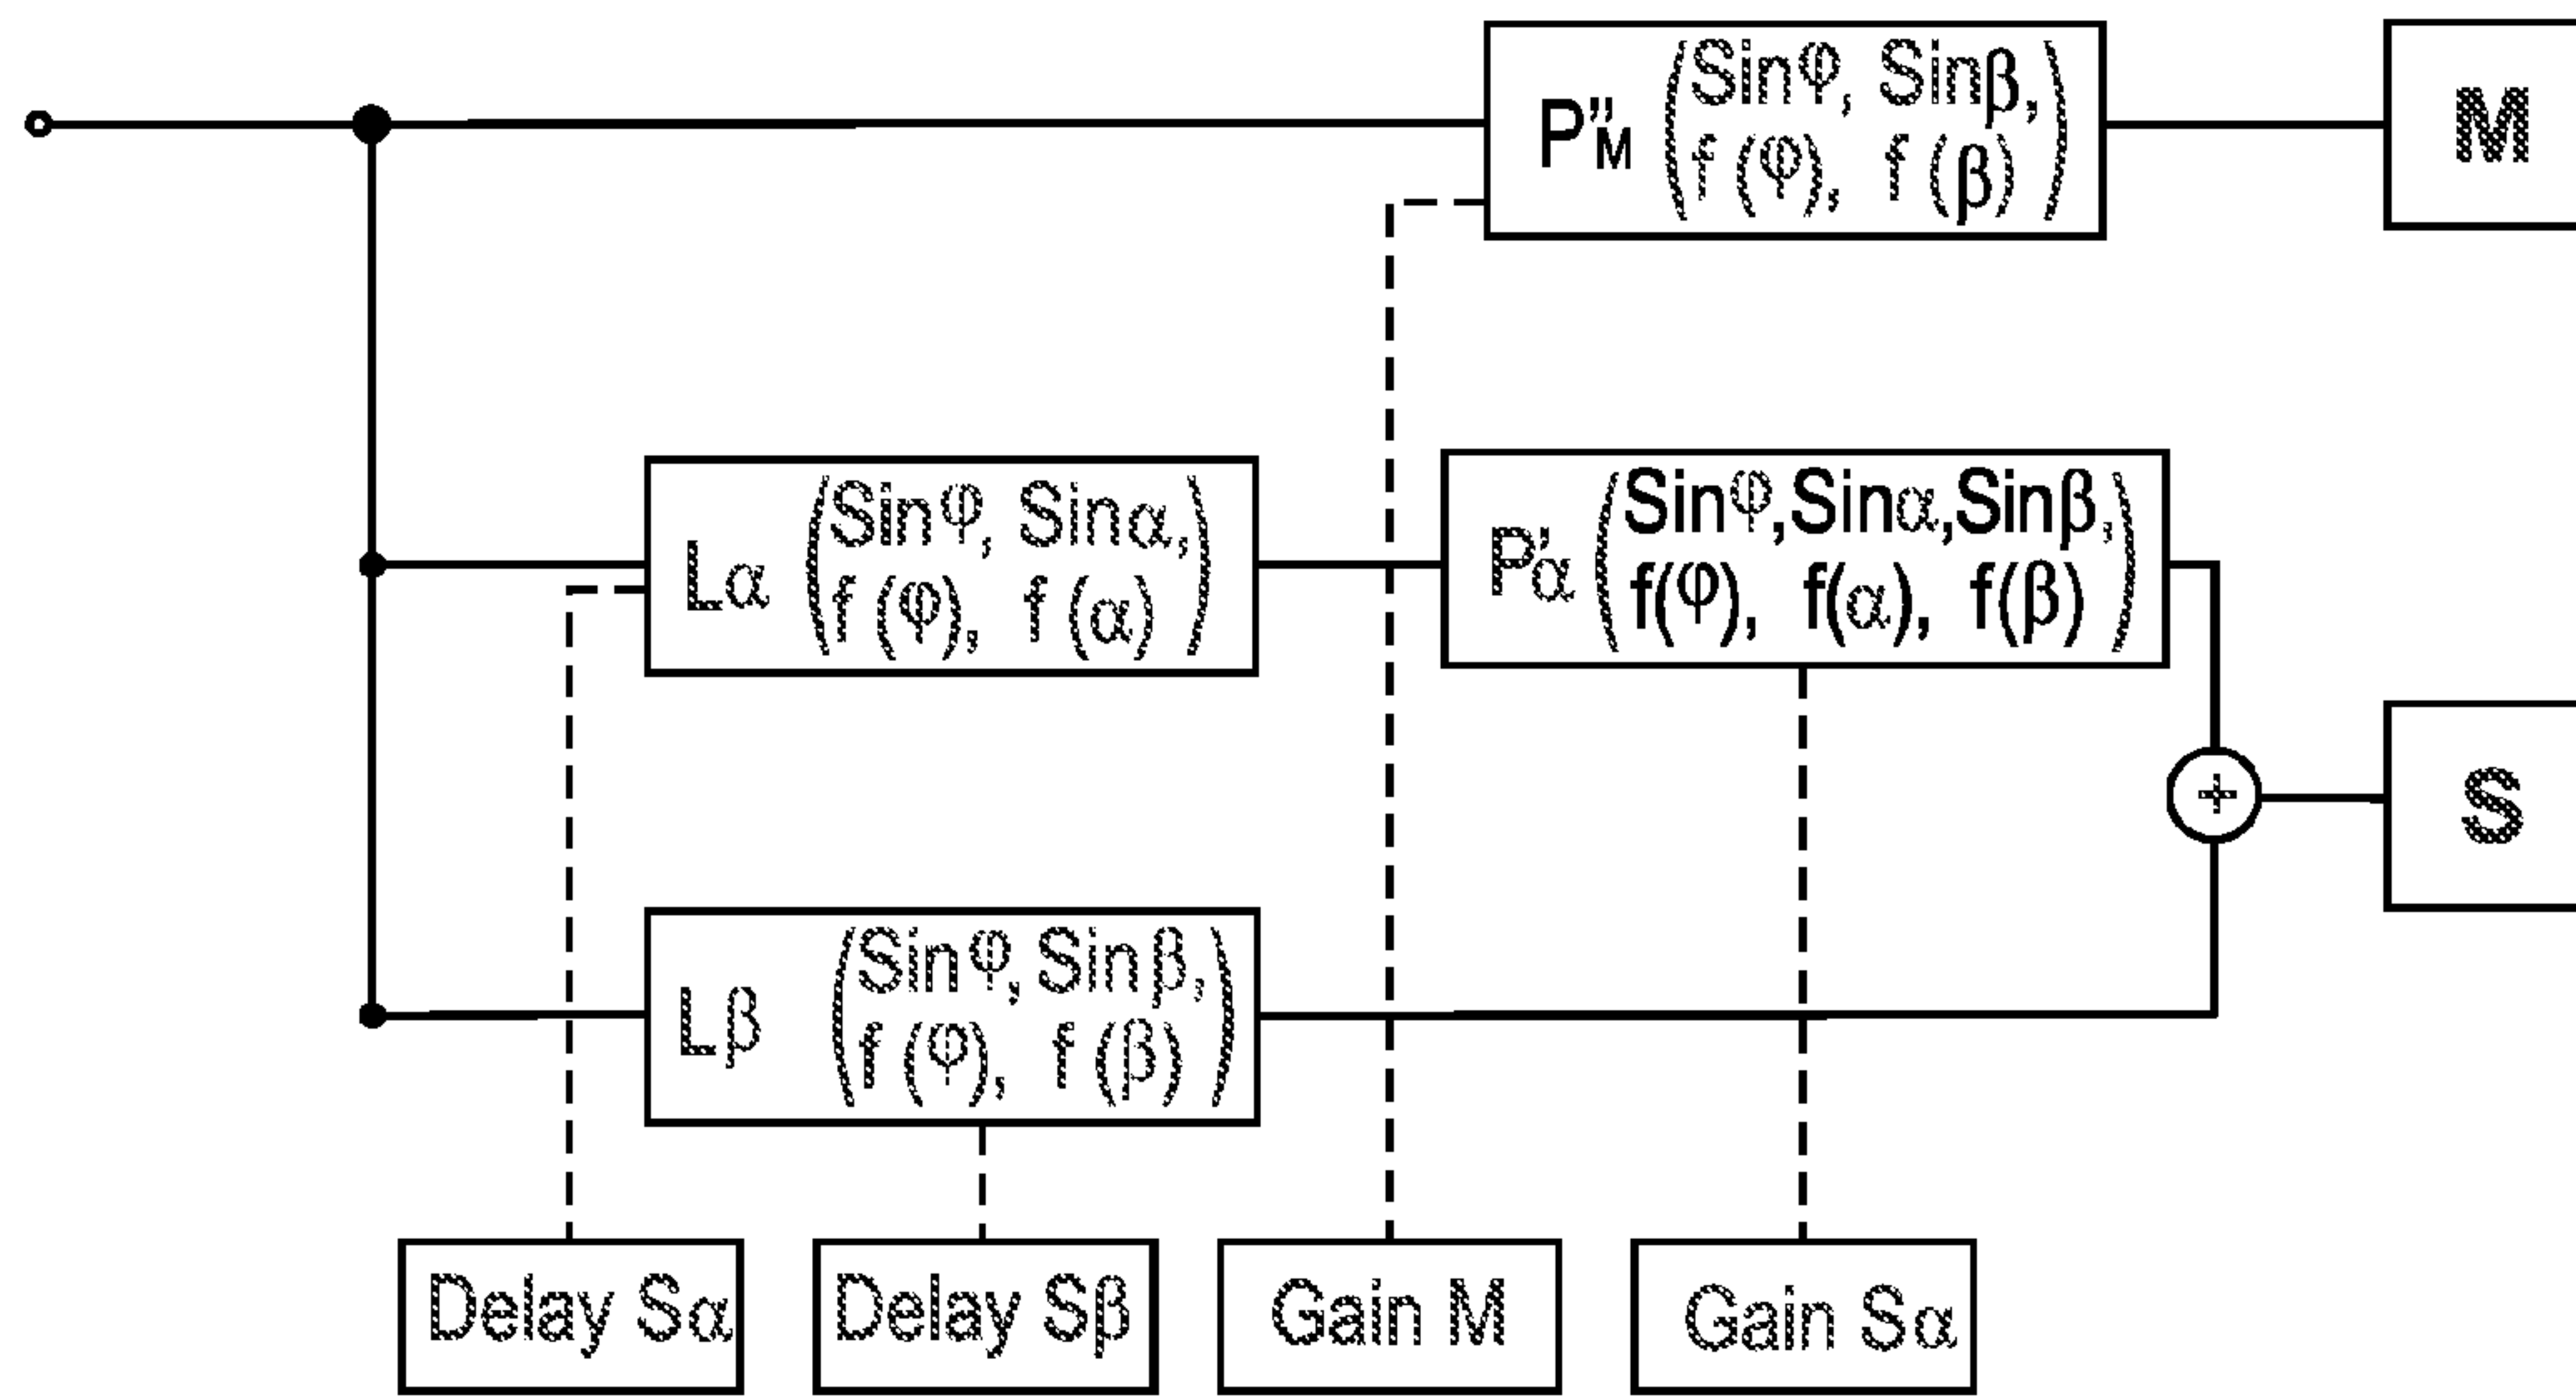 P"M (Sinφ, Sinβ,
f(φ), f(β))
M
Lα (Sinφ, Sinα,
f(φ), f(α))
P'α (Sinφ, Sinα, Sinβ,
f(φ), f(α), f(β))
+
S
Lβ (Sinφ, Sinβ,
f(φ), f(β))
Delay Sα
Delay Sβ
Gain M
Gain Sα